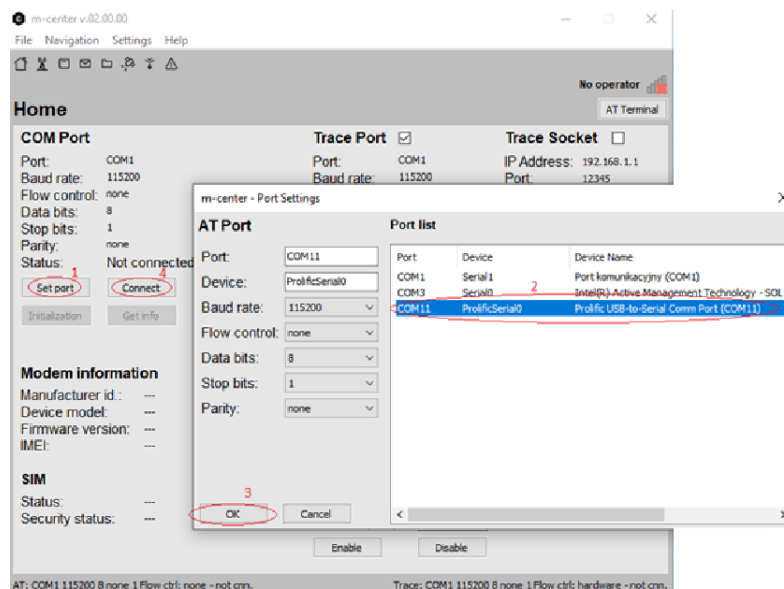 m-center v.02.00.00
File Navigation Settings Help
No operator
Home
AT Terminal
COM Port
Trace Port
Trace Socket
Port: COM1
Port: COM1
IP Address: 192.168.1.1
Baud rate: 115200
Baud rate: 115200
Port: 12345
Flow control: none
Data bits: 8
Stop bits: 1
Parity: none
Status: Not connected
1
4
Set port
Connect
Initialization
Get info
Modem information
Manufacturer id.: ---
Device model: ---
Firmware version: ---
IMEI: ---
SIM
Status: ---
Security status: ---
m-center - Port Settings
AT Port
Port list
Port: COM11
Device: ProlificSerial0
Baud rate: 115200
Flow control: none
Data bits: 8
Stop bits: 1
Parity: none
Port Device Device Name
COM1 Serial1 Port komunikacyjny (COM1)
COM3 Serial0 Intel(R) Active Management Technology - SOL
2
COM11 ProlificSerial0 Prolific USB-to-Serial Comm Port (COM11)
3
OK
Cancel
Enable
Disable
AT: COM1 115200 8 none 1 Flow ctrl: none - not cnn.
Trace: COM1 115200 8 none 1 Flow ctrl: hardware - not cnn.